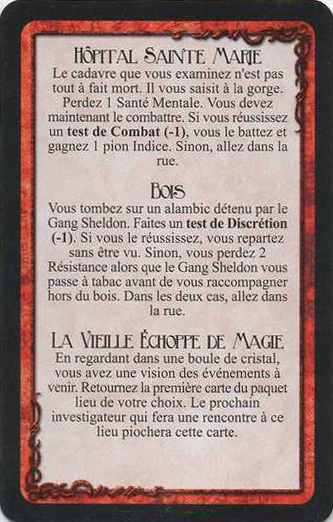 Hôpital Sainte Marie
Le cadavre que vous examinez n'est pas
tout à fait mort. Il vous saisit à la gorge.
Perdez 1 Santé Mentale. Vous devez
maintenant le combattre. Si vous réussissez
un test de Combat (-1), vous le battez et
gagnez 1 pion Indice. Sinon, allez dans la
rue.
Bois
Vous tombez sur un alambic détenu par le
Gang Sheldon. Faites un test de Discrétion
(-1). Si vous le réussissez, vous repartez
sans être vu. Sinon, vous perdez 2
Résistance alors que le Gang Sheldon vous
passe à tabac avant de vous raccompagner
hors du bois. Dans les deux cas, allez dans
la rue.
La Vieille Échoppe de Magie
En regardant dans une boule de cristal,
vous avez une vision des événements à
venir. Retournez la première carte du paquet
lieu de votre choix. Le prochain
investigateur qui fera une rencontre à ce
lieu piochera cette carte.